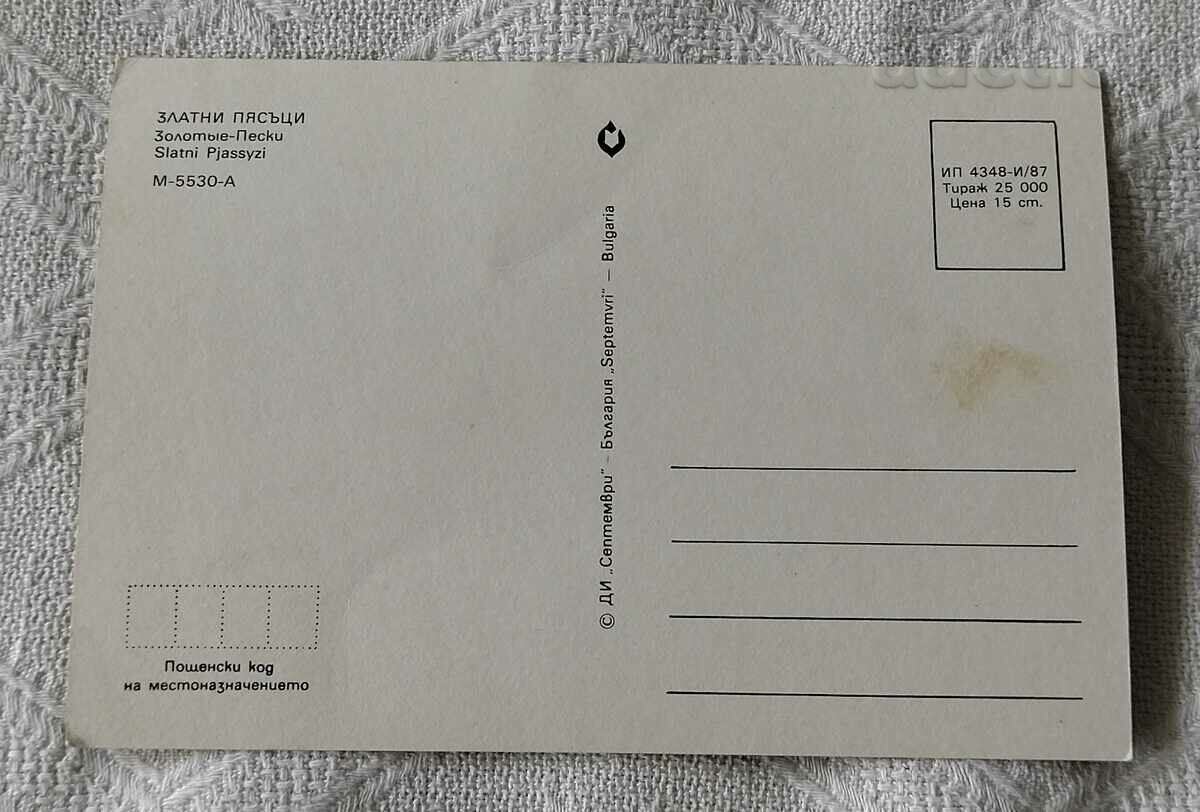 ЗЛАТНИ ПЯСЪЦИ
Золотые-Пески
Slatni Pjassyzi
М-5530-А
ИП 4348-И/87
Тираж 25 000
Цена 15 ст.
© ДИ „Септември" – България „Septemvri" – Bulgaria
Пощенски код
на местоназначението